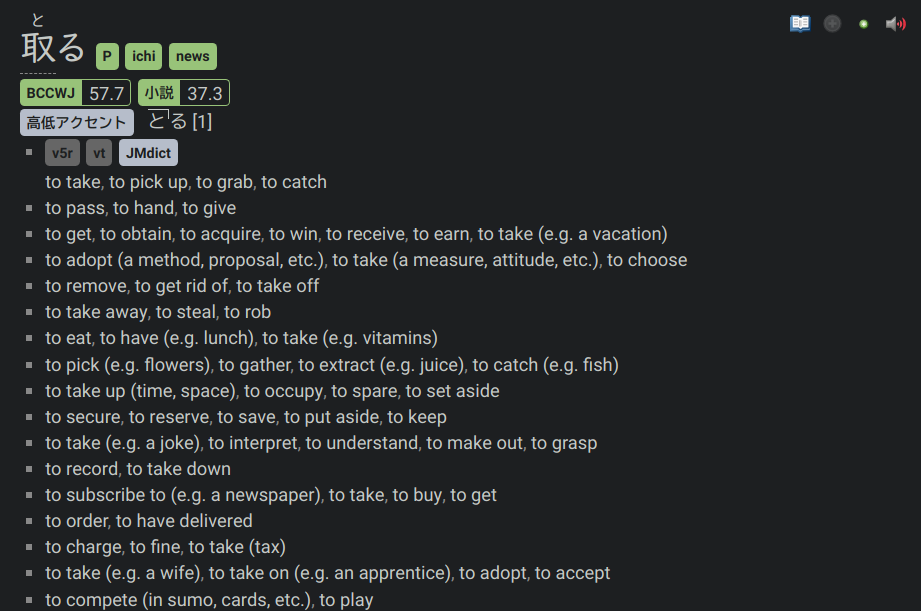 と
取る P ichi news
BCCWJ 57.7 小説 37.3
高低アクセント とる [1]
v5r vt JMdict
to take, to pick up, to grab, to catch
to pass, to hand, to give
to get, to obtain, to acquire, to win, to receive, to earn, to take (e.g. a vacation)
to adopt (a method, proposal, etc.), to take (a measure, attitude, etc.), to choose
to remove, to get rid of, to take off
to take away, to steal, to rob
to eat, to have (e.g. lunch), to take (e.g. vitamins)
to pick (e.g. flowers), to gather, to extract (e.g. juice), to catch (e.g. fish)
to take up (time, space), to occupy, to spare, to set aside
to secure, to reserve, to save, to put aside, to keep
to take (e.g. a joke), to interpret, to understand, to make out, to grasp
to record, to take down
to subscribe to (e.g. a newspaper), to take, to buy, to get
to order, to have delivered
to charge, to fine, to take (tax)
to take (e.g. a wife), to take on (e.g. an apprentice), to adopt, to accept
to compete (in sumo, cards, etc.), to play